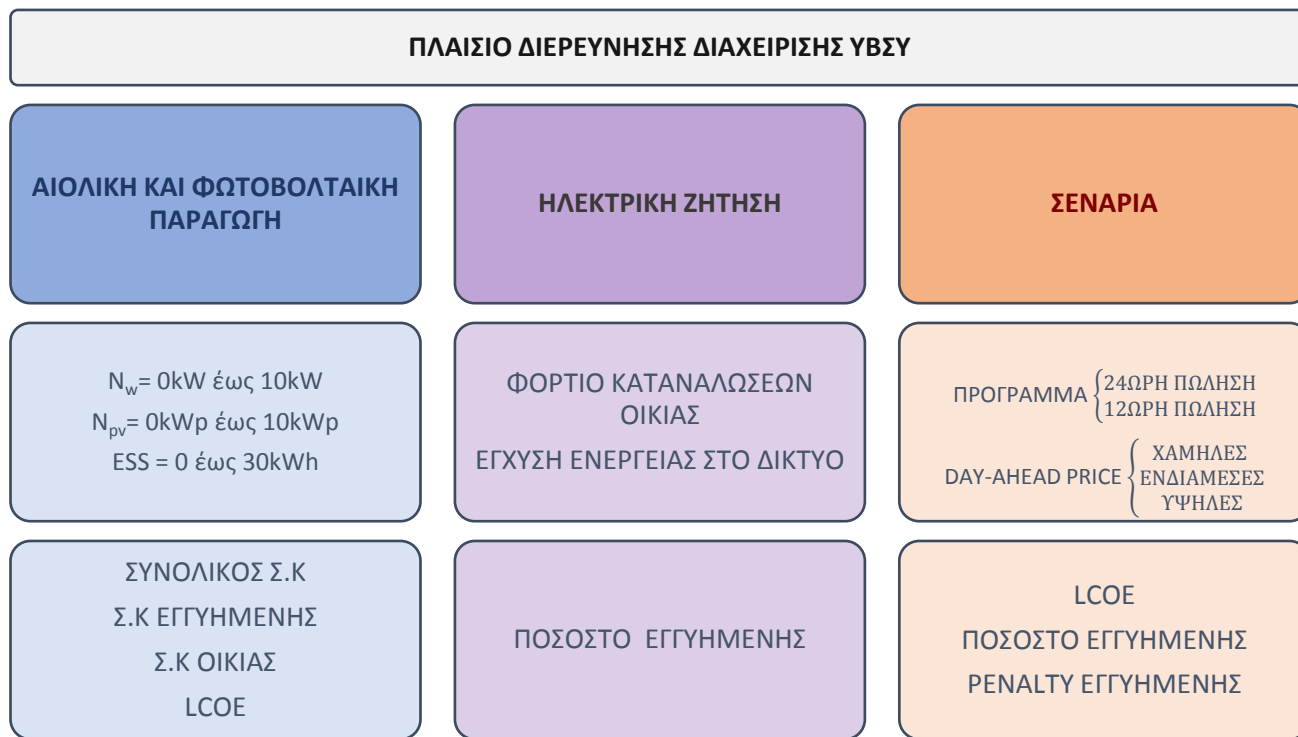 ΠΛΑΙΣΙΟ ΔΙΕΡΕΥΝΗΣΗΣ ΔΙΑΧΕΙΡΙΣΗΣ ΥΒΣΥ
ΑΙΟΛΙΚΗ ΚΑΙ ΦΩΤΟΒΟΛΤΑΙΚΗ
ΠΑΡΑΓΩΓΗ
N_w= 0kW έως 10kW
N_pv= 0kWp έως 10kWp
ESS = 0 έως 30kWh
ΣΥΝΟΛΙΚΟΣ Σ.Κ
Σ.Κ ΕΓΓΥΗΜΕΝΗΣ
Σ.Κ ΟΙΚΙΑΣ
LCOE
ΗΛΕΚΤΡΙΚΗ ΖΗΤΗΣΗ
ΦΟΡΤΙΟ ΚΑΤΑΝΑΛΩΣΕΩΝ
ΟΙΚΙΑΣ
ΕΓΧΥΣΗ ΕΝΕΡΓΕΙΑΣ ΣΤΟ ΔΙΚΤΥΟ
ΠΟΣΟΣΤΟ ΕΓΓΥΗΜΕΝΗΣ
ΣΕΝΑΡΙΑ
ΠΡΟΓΡΑΜΜΑ { 24ΩΡΗ ΠΩΛΗΣΗ
12ΩΡΗ ΠΩΛΗΣΗ
ΧΑΜΗΛΕΣ
DAY-AHEAD PRICE { ΕΝΔΙΑΜΕΣΕΣ
ΥΨΗΛΕΣ
LCOE
ΠΟΣΟΣΤΟ ΕΓΓΥΗΜΕΝΗΣ
PENALTY ΕΓΓΥΗΜΕΝΗΣ